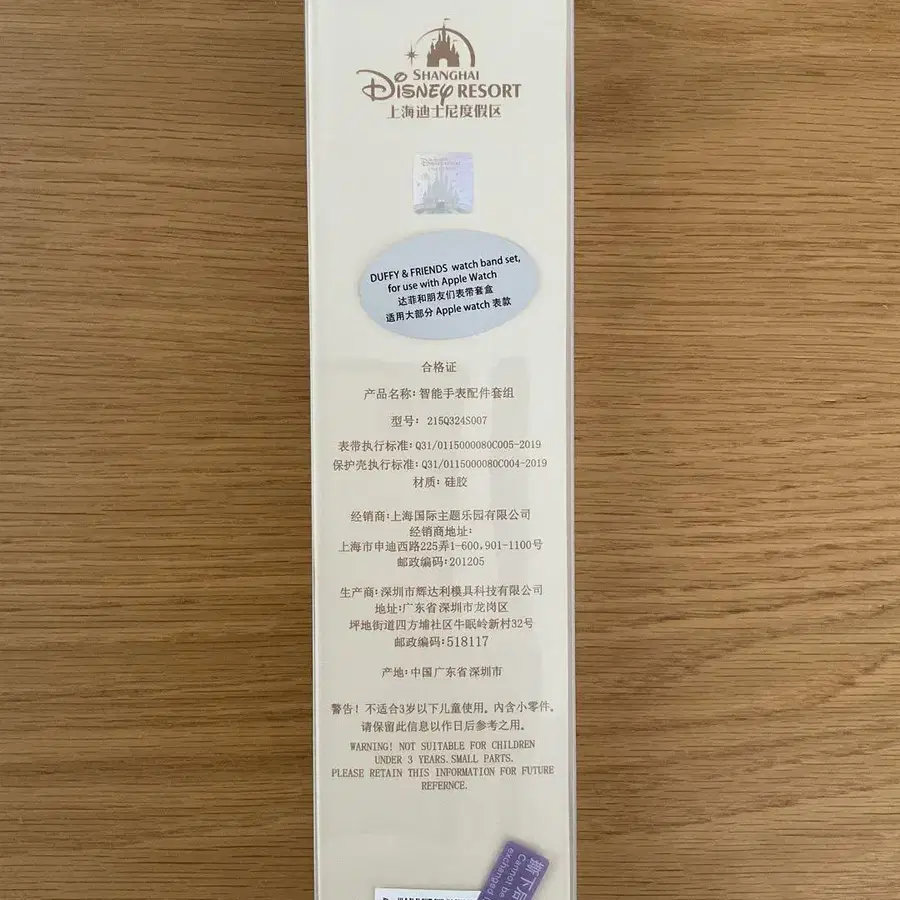 SHANGHAI
Disney RESORT
上海迪士尼度假区
DUFFY & FRIENDS watch band set,
for use with Apple Watch
达菲和朋友们表带套盒
适用大部分 Apple watch 表款
合格证
产品名称:智能手表配件套组
型号: 215Q324S007
表带执行标准:Q31/0115000080C005-2019
保护壳执行标准:Q31/0115000080C004-2019
材质:硅胶
经销商:上海国际主题乐园有限公司
经销商地址:
上海市申迪西路225弄1-600,901-1100号
邮政编码:201205
生产商:深圳市辉达利模具科技有限公司
地址:广东省深圳市龙岗区
坪地街道四方埔社区牛眠岭新村32号
邮政编码:518117
产地:中国广东省深圳市
警告! 不适合3岁以下儿童使用。内含小零件。
请保留此信息以作日后参考之用。
WARNING! NOT SUITABLE FOR CHILDREN
UNDER 3 YEARS.SMALL PARTS.
PLEASE RETAIN THIS INFORMATION FOR FUTURE
REFERNCE.
撕下后
Cannot be
exchanged